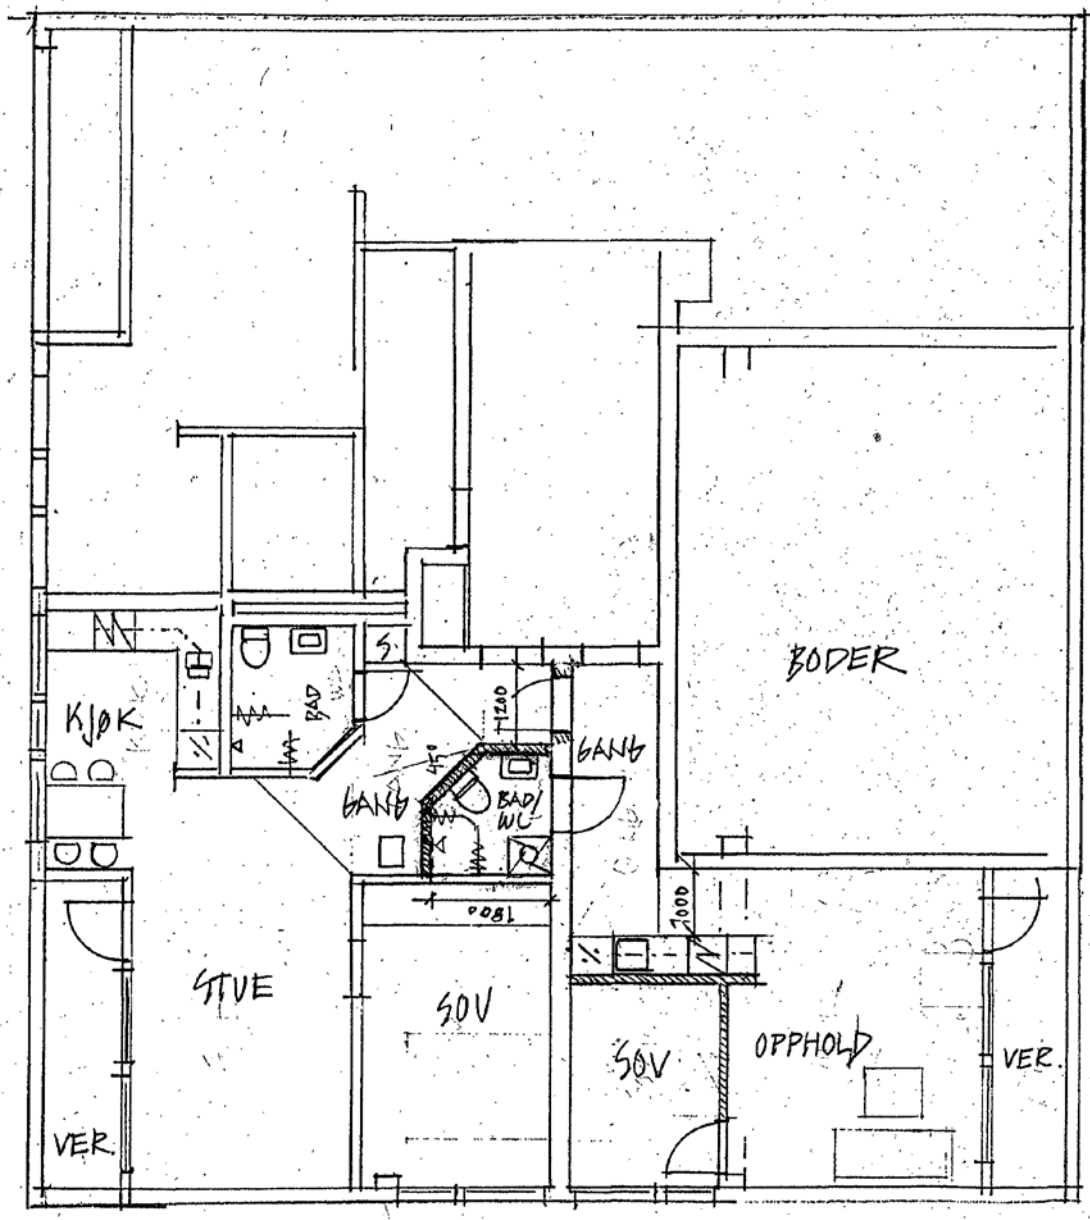 BODER
S
1200
KJØK
BAD
45°
GANG
GANG
BAD/
WC
1800
1000
STUE
SOV
SOV
OPPHOLD
VER.
VER.